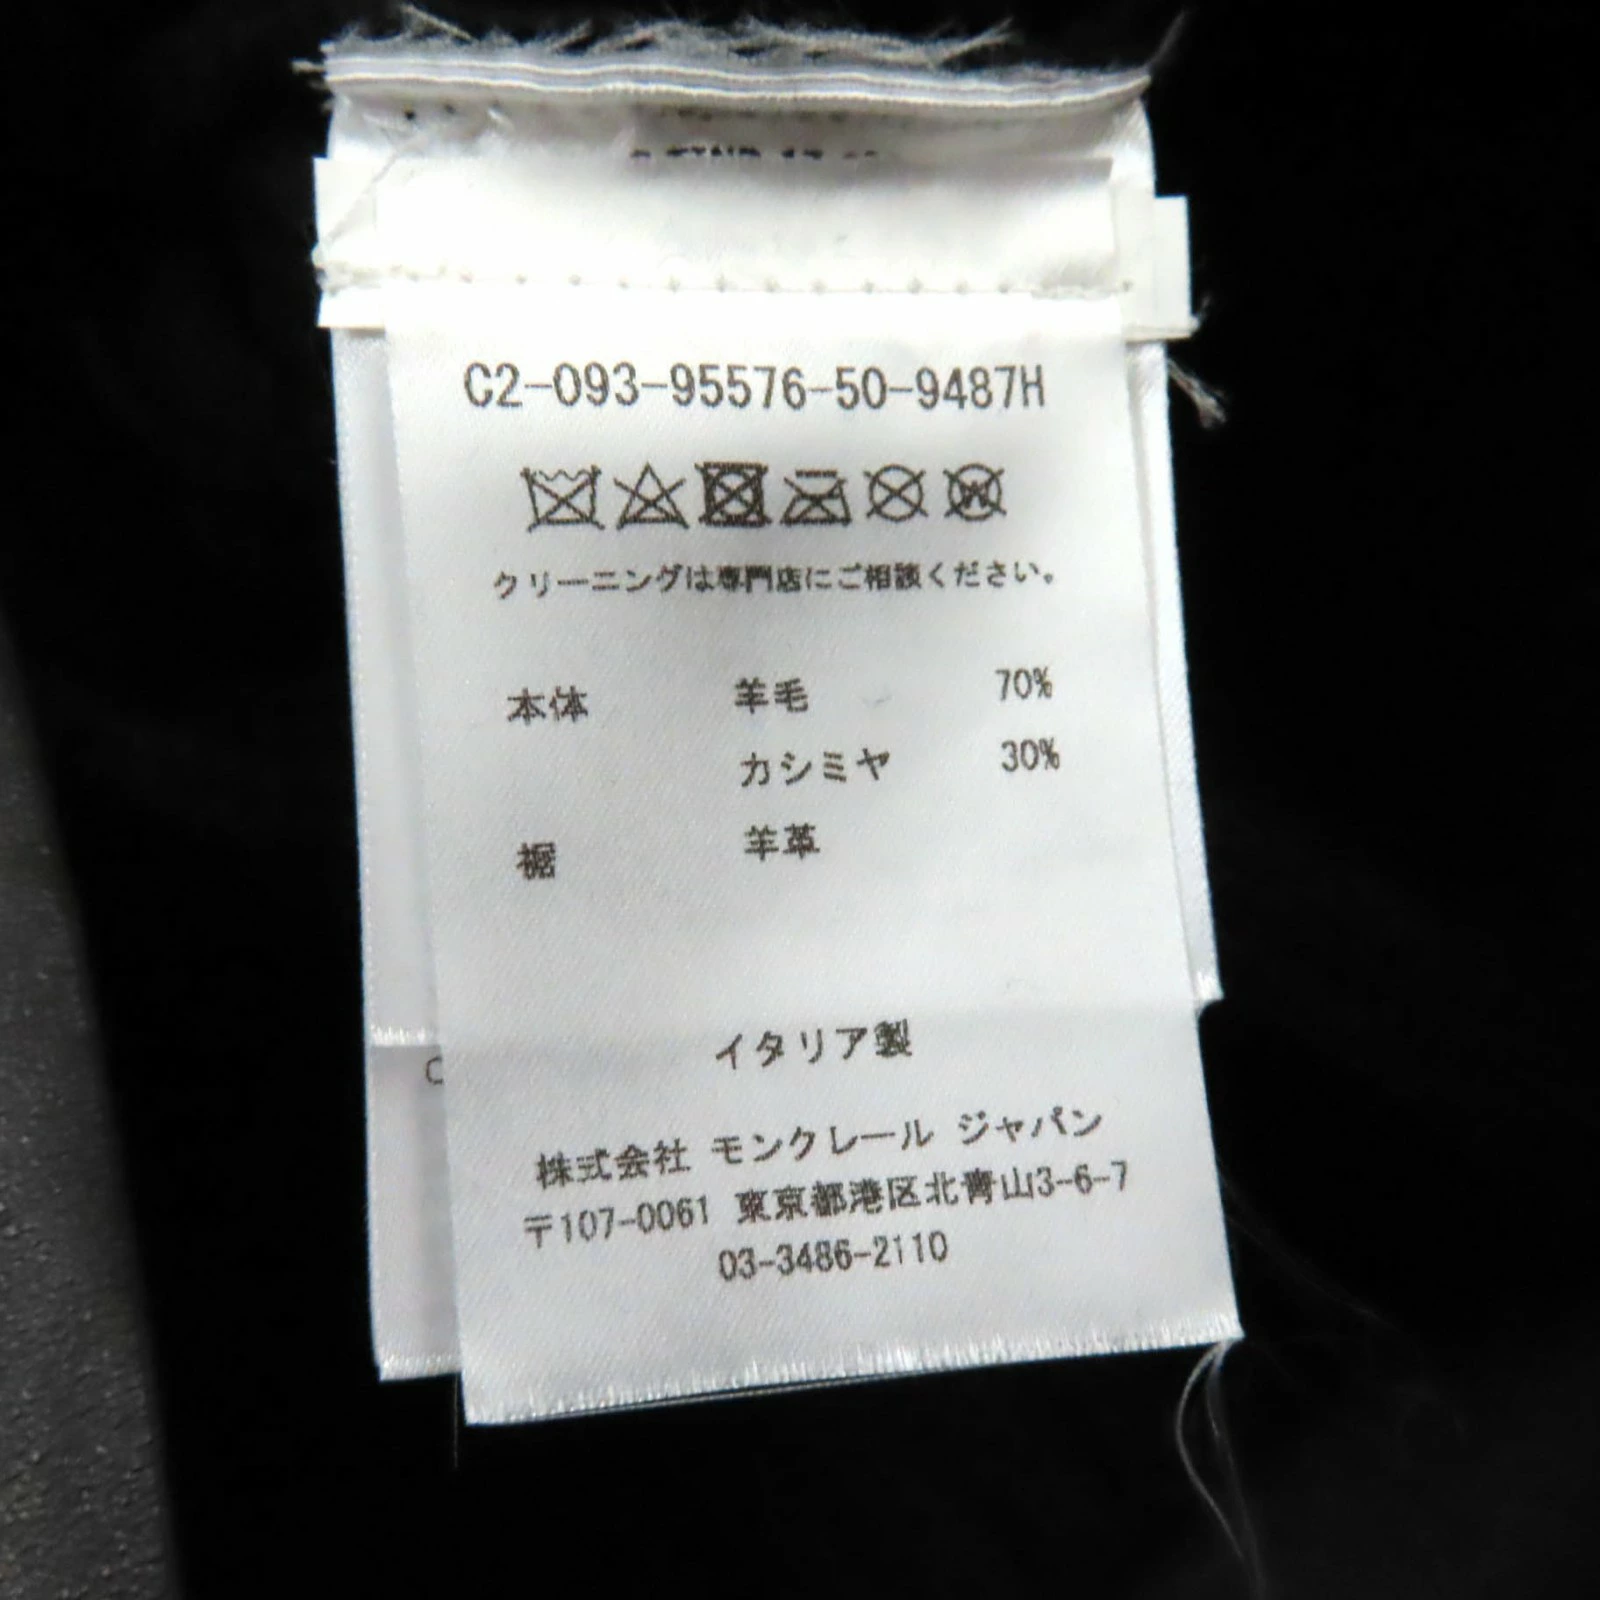 C2-093-95576-50-9487H
クリーニングは専門店にご相談ください。
本体 羊毛 70%
カシミヤ 30%
裾 羊革
イタリア製
株式会社 モンクレール ジャパン
〒107-0061 東京都港区北青山3-6-7
03-3486-2110